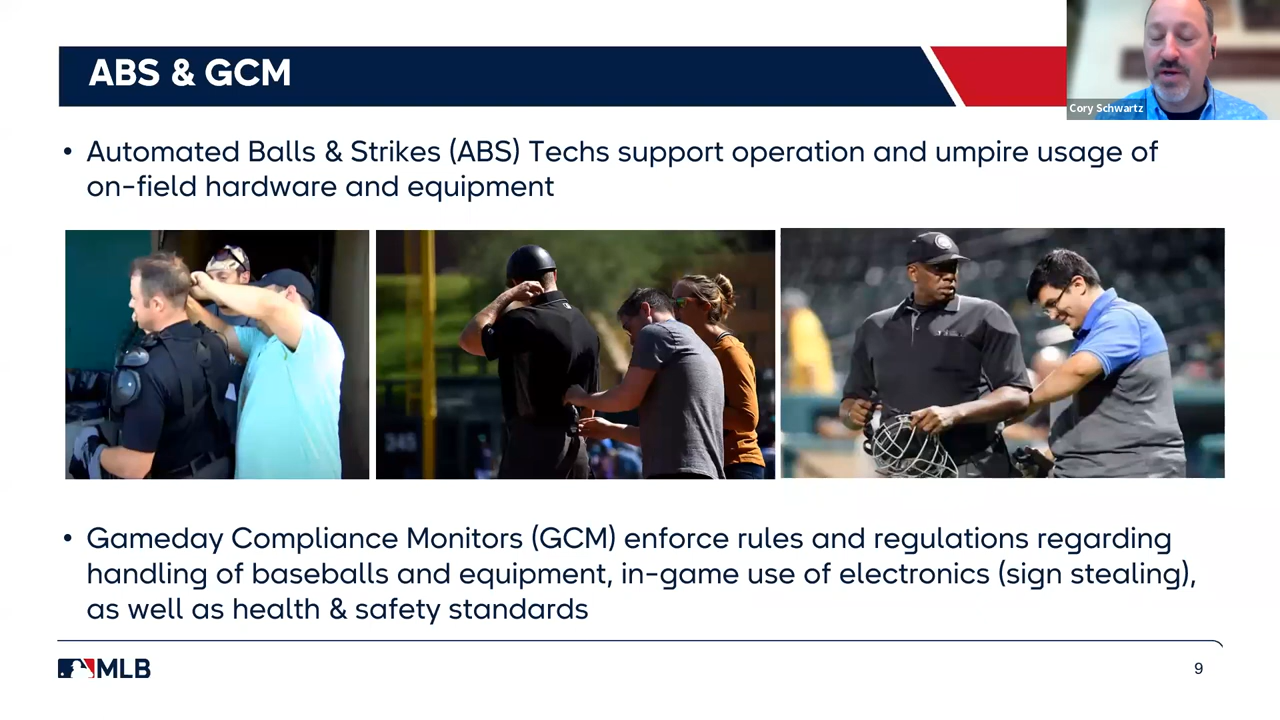 ABS & GCM
Cory Schwartz
• Automated Balls & Strikes (ABS) Techs support operation and umpire usage of
on-field hardware and equipment
345
• Gameday Compliance Monitors (GCM) enforce rules and regulations regarding
handling of baseballs and equipment, in-game use of electronics (sign stealing),
as well as health & safety standards
MLB
9